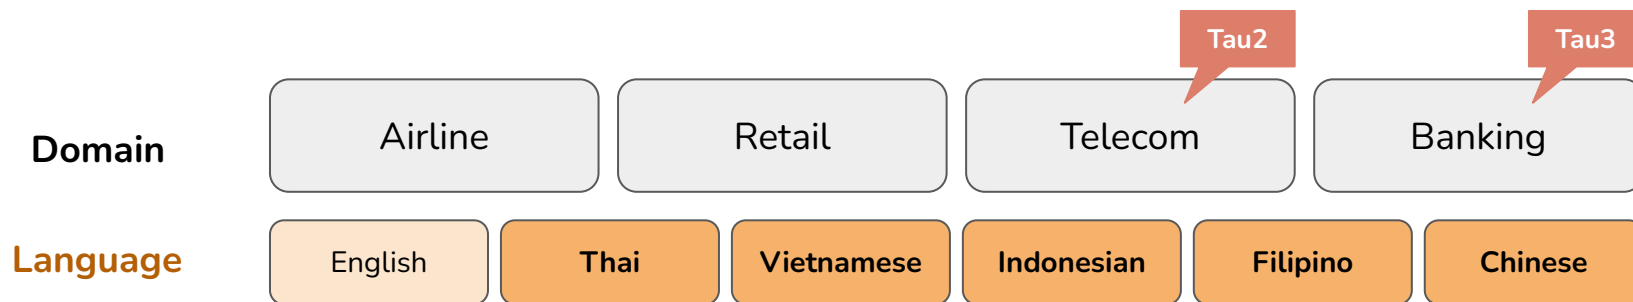 Tau2 Tau3
Domain Airline Retail Telecom Banking
Language English Thai Vietnamese Indonesian Filipino Chinese